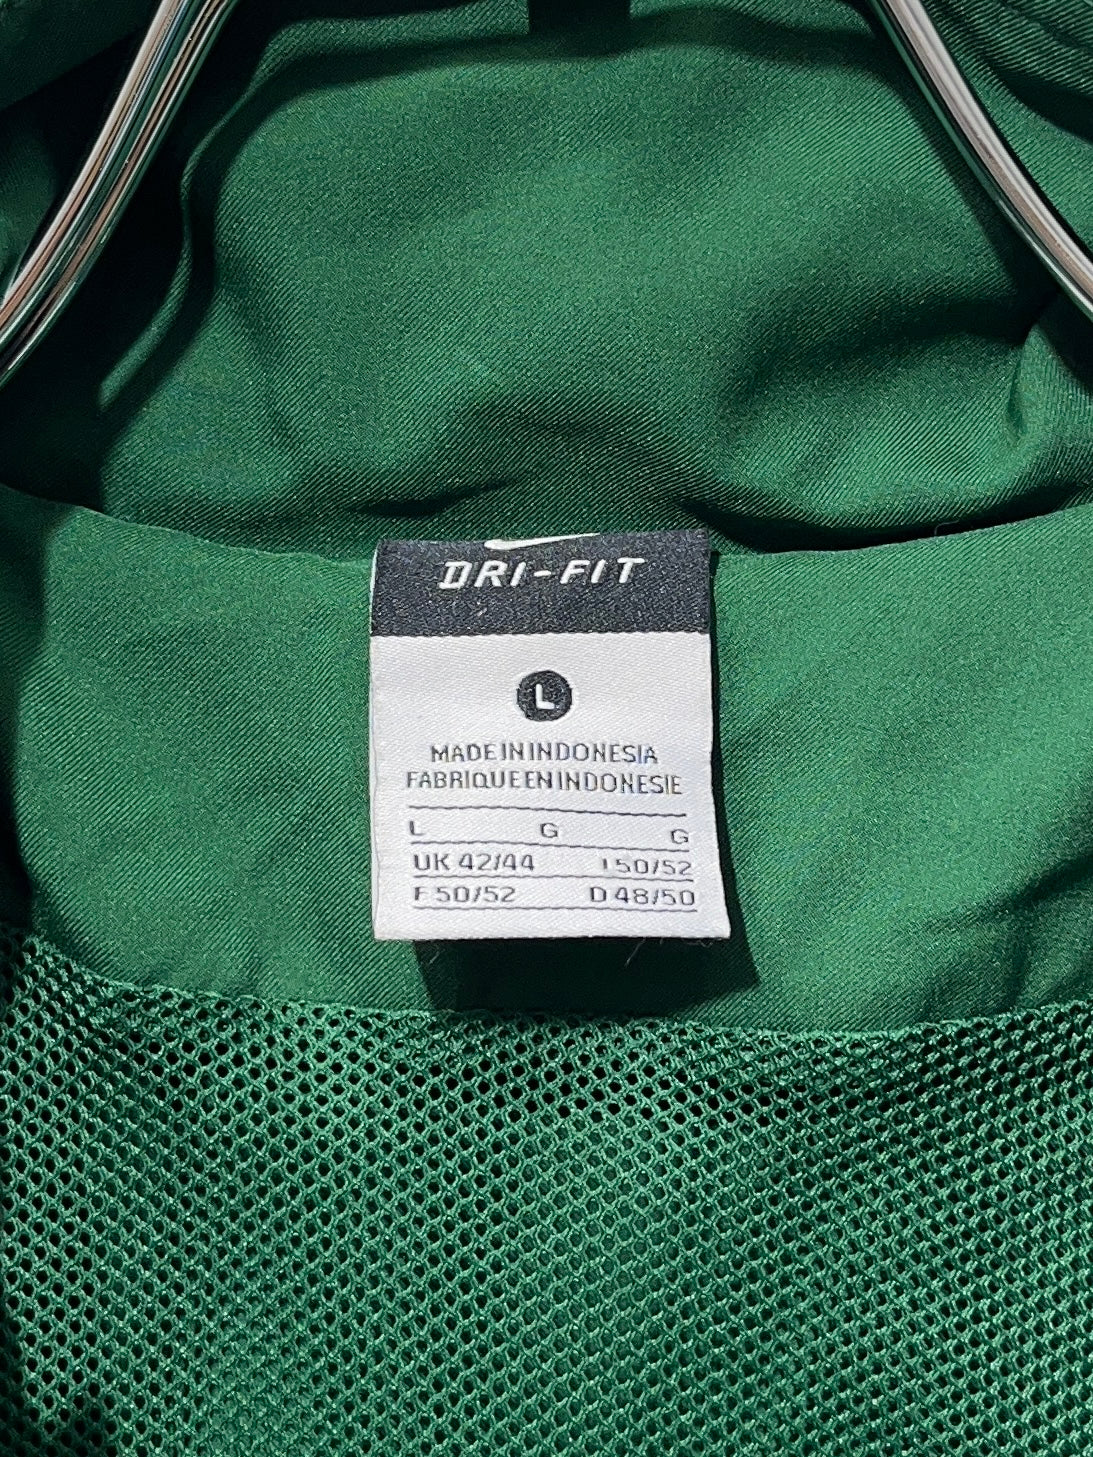 DRI-FIT
L
MADE IN INDONESIA
FABRIQUE EN INDONESIE
L G G
UK 42/44 I 50/52
F 50/52 D 48/50